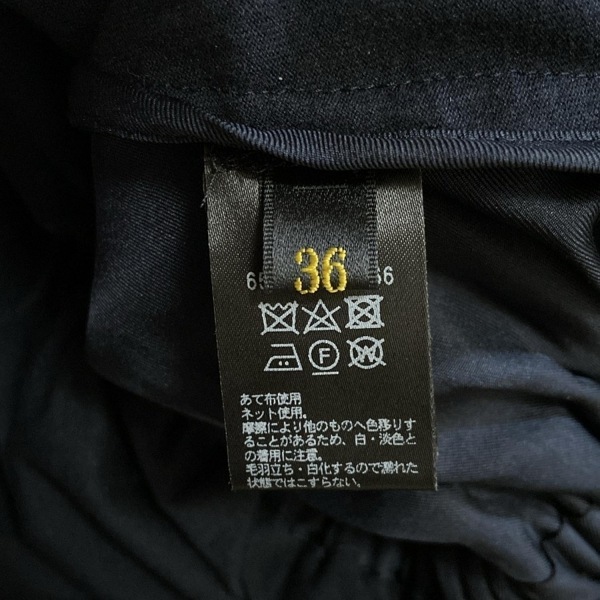 36
F
W
あて布使用
ネット使用。
摩擦により他のものへ色移りす
ることがあるため、白・淡色と
の着用に注意。
毛羽立ち・白化するので濡れた
状態ではこすらない。